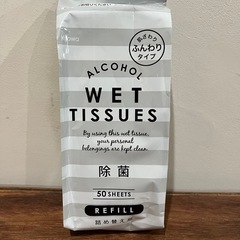 肌ざわり
ふんわり
タイプ
ALCOHOL
WET
TISSUES
By using this wet tissue,
your personal
belongings are kept clean.
除菌
50 SHEETS
REFILL
詰め替え用